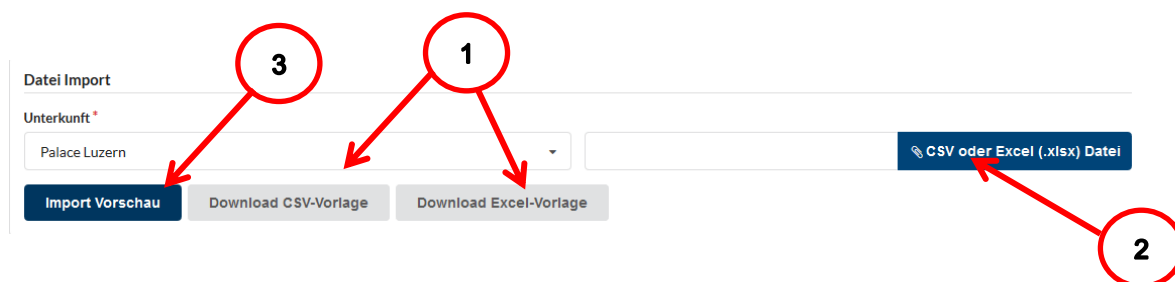 3
1
Datei Import
Unterkunft *
Palace Luzern
CSV oder Excel (.xlsx) Datei
Import Vorschau
Download CSV-Vorlage
Download Excel-Vorlage
2